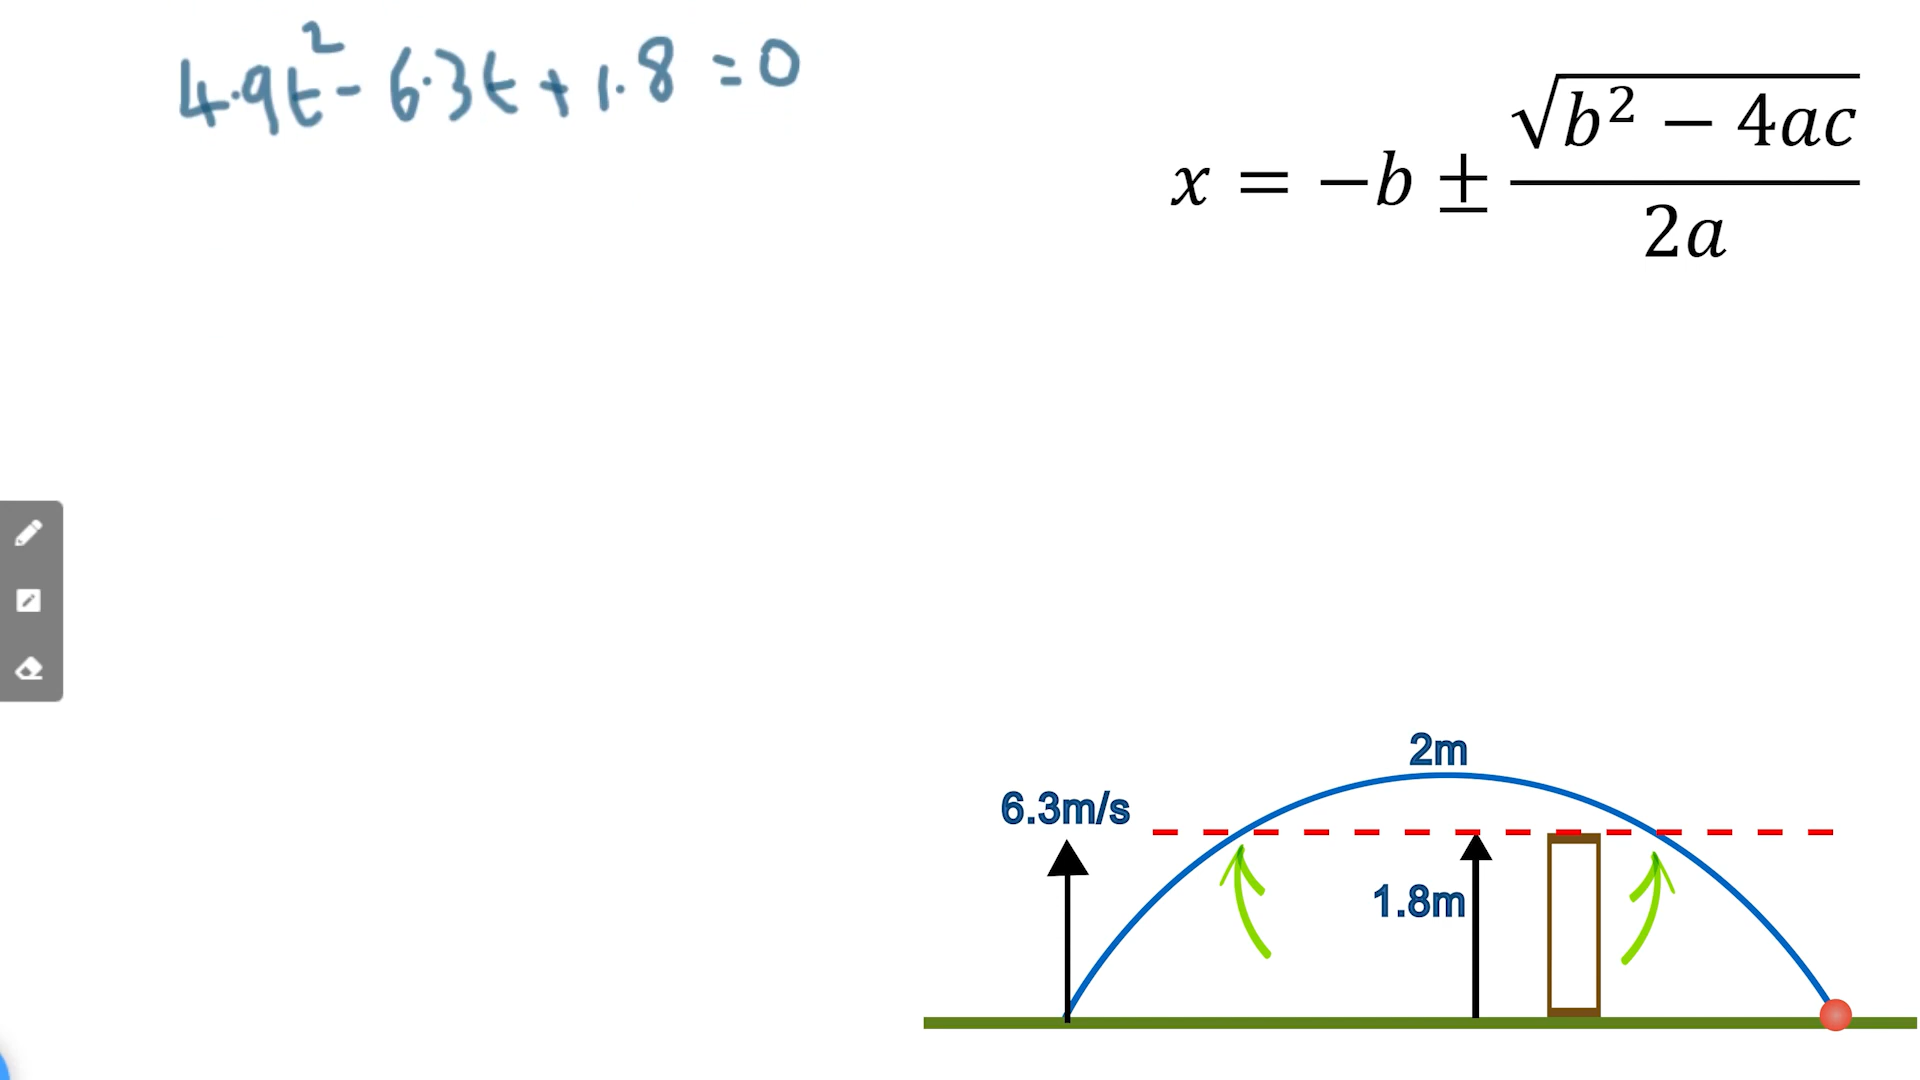 4.9t² - 6.3t + 1.8 = 0
x = −b ± √(b² − 4ac) / 2a
2m
6.3m/s
1.8m